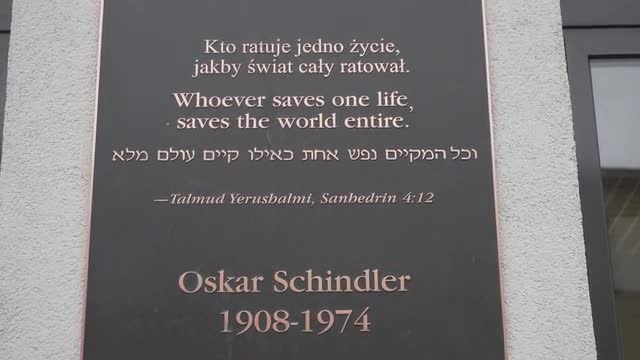 Kto ratuje jedno życie,
jakby świat cały ratował.
Whoever saves one life,
saves the world entire.
וכל המקיים נפש אחת כאילו קיים עולם מלא
—Talmud Yerushalmi, Sanhedrin 4:12
Oskar Schindler
1908-1974